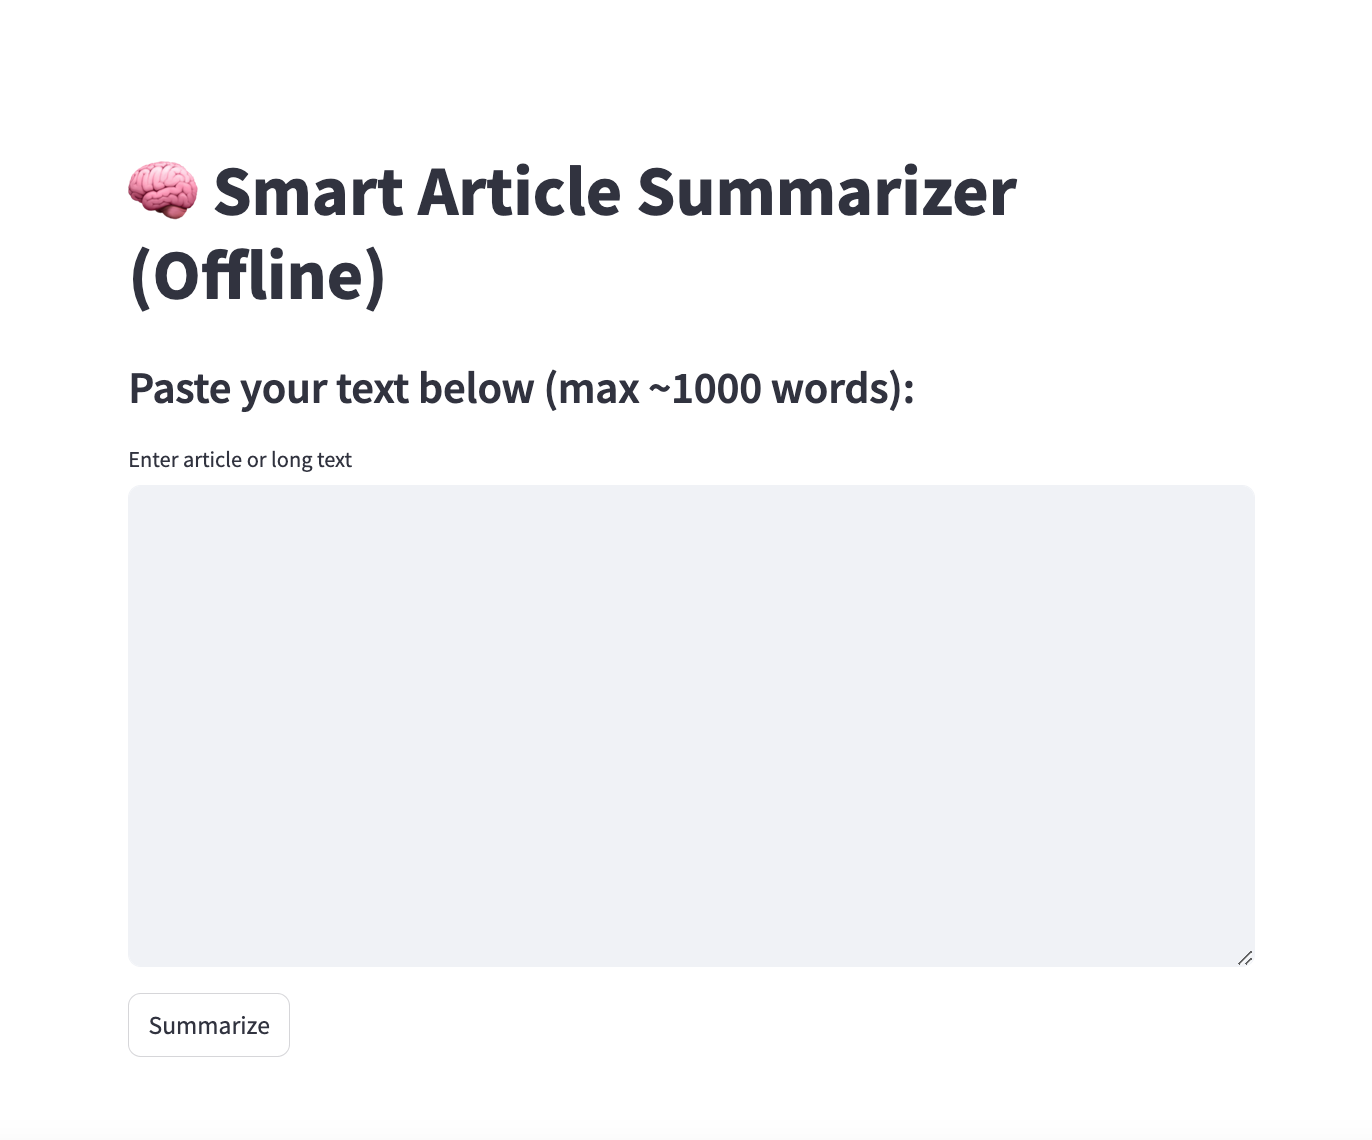 🧠 Smart Article Summarizer
(Offline)
Paste your text below (max ~1000 words):
Enter article or long text
Summarize